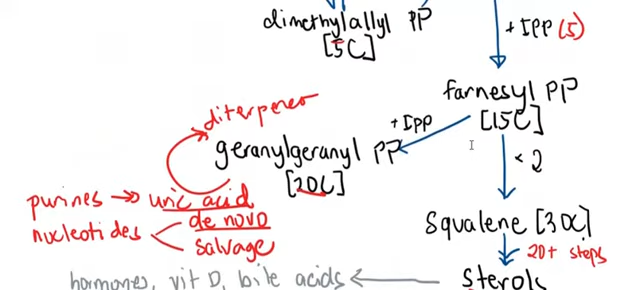 dimethylallyl PP
[5C]
+IPP (5)
farnesyl PP
[15C]
+IPP
diterpenes
geranylgeranyl PP
[20C]
× 2
purines → uric acid
nucleotides
de novo
salvage
Squalene [30C]
20+ steps
Sterols
hormones, vit D, bile acids